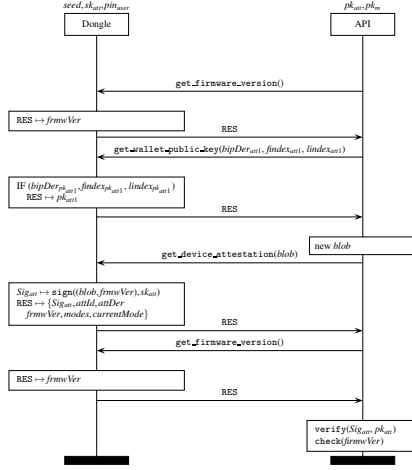 seed, sk_att, pin_user
pk_att, pk_m
Dongle
API
get_firmware_version()
RES ↦ frmwVer
RES
get_wallet_public_key(bipDer_att1, findex_att1, lindex_att1)
IF (bipDer_pk_att1, findex_pk_att1, lindex_pk_att1)
RES ↦ pk_att1
RES
new blob
get_device_attestation(blob)
Sig_att ↦ sign((blob, frmwVer), sk_att)
RES ↦ {Sig_att, attId, attDer
frmwVer, modes, currentMode}
RES
get_firmware_version()
RES ↦ frmwVer
RES
verify(Sig_att, pk_att)
check(firmwVer)